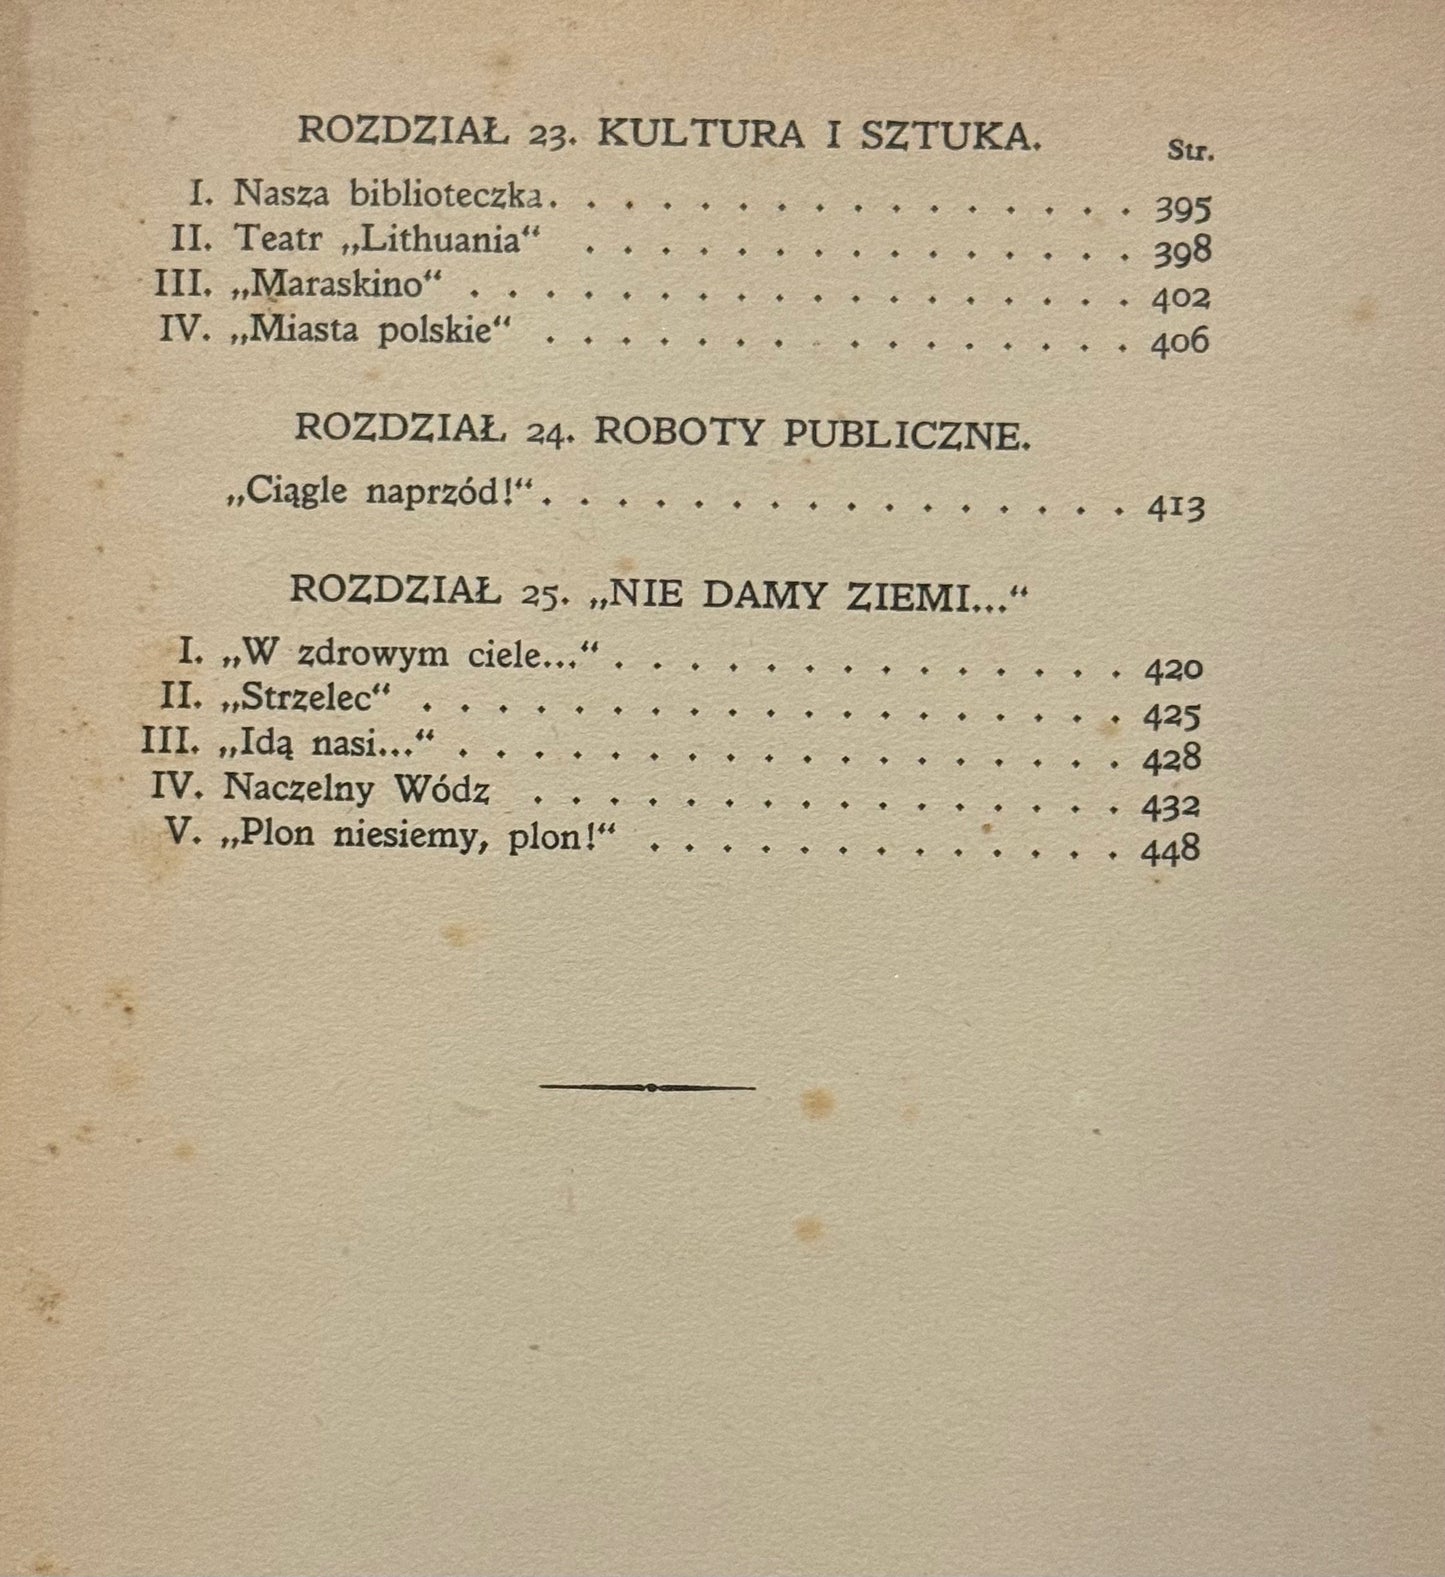 ROZDZIAŁ 23. KULTURA I SZTUKA.
Str.
I. Nasza biblioteczka. . . . . . . . . . . . . . . . 395
II. Teatr „Lithuania“ . . . . . . . . . . . . . . . 398
III. „Maraskino“ . . . . . . . . . . . . . . . . . . 402
IV. „Miasta polskie“ . . . . . . . . . . . . . . . . 406
ROZDZIAŁ 24. ROBOTY PUBLICZNE.
„Ciągle naprzód!“. . . . . . . . . . . . . . . . 413
ROZDZIAŁ 25. „NIE DAMY ZIEMI...“
I. „W zdrowym ciele...“ . . . . . . . . . . . . . . 420
II. „Strzelec“ . . . . . . . . . . . . . . . . . . . 425
III. „Idą nasi...“ . . . . . . . . . . . . . . . . . . 428
IV. Naczelny Wódz . . . . . . . . . . . . . . . . 432
V. „Plon niesiemy, plon!“ . . . . . . . . . . . . . 448